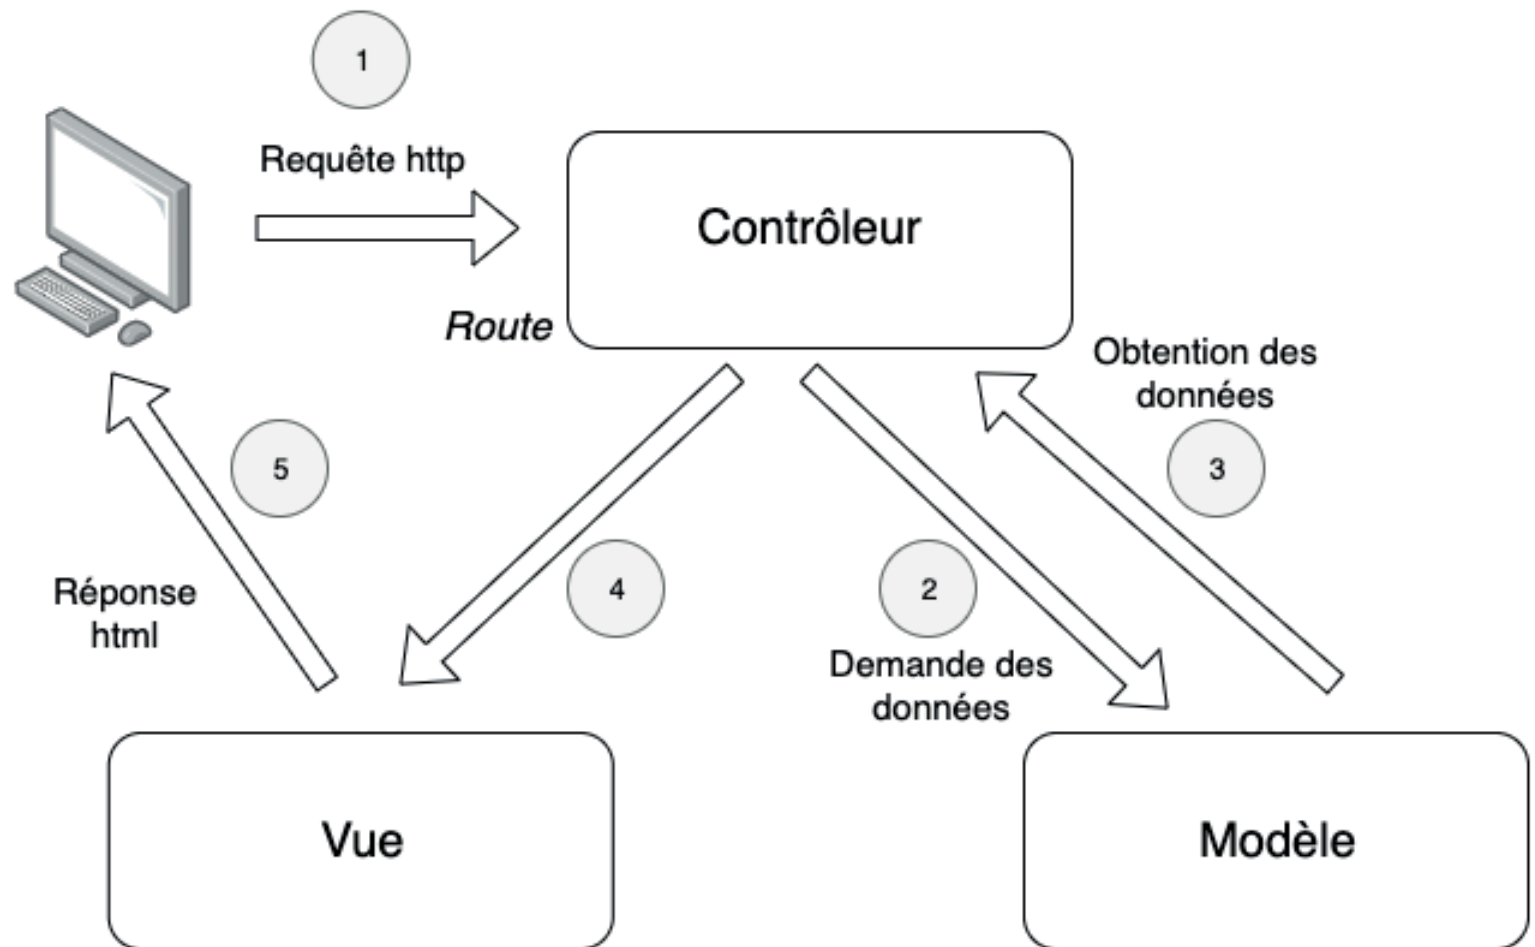 1
Requête http
Contrôleur
Route
Obtention des
données
3
5
4
2
Réponse
html
Demande des
données
Vue
Modèle